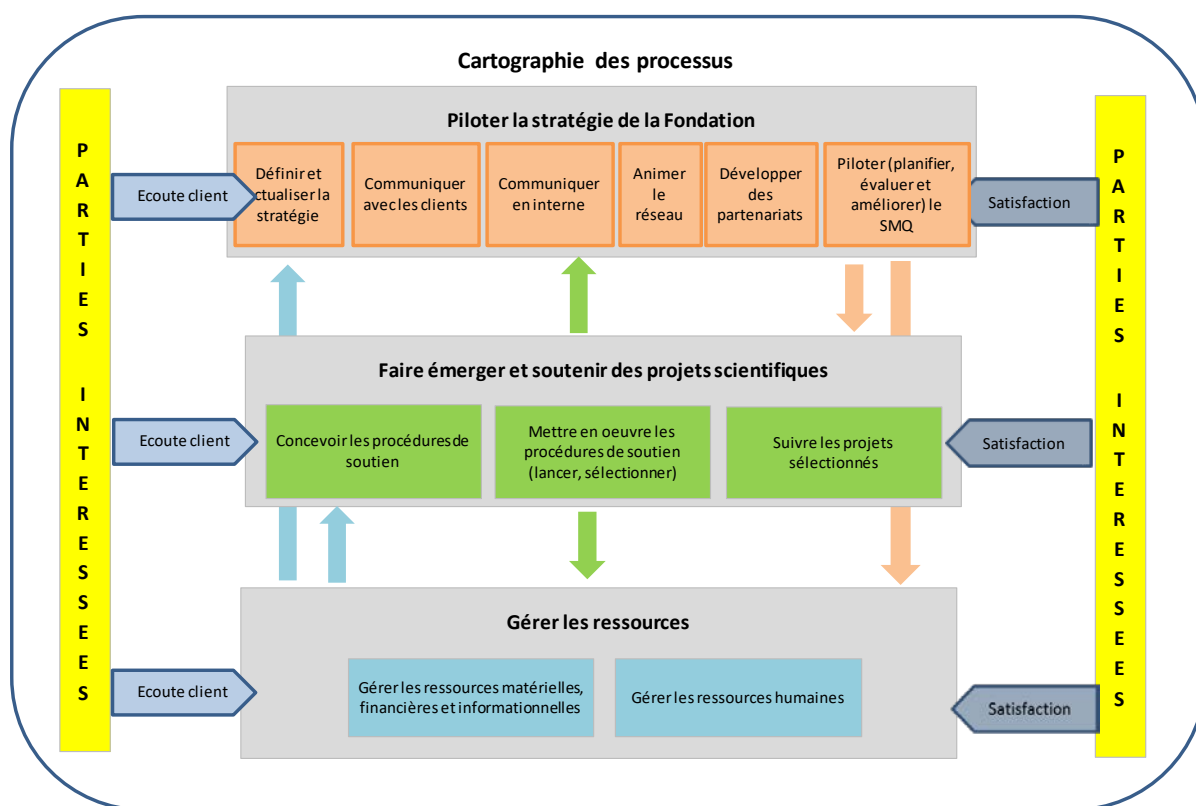 Cartographie des processus
PARTIES INTERESSEES
Piloter la stratégie de la Fondation
Ecoute client
Définir et
ctualiser la
stratégie
Communiquer
avec les clients
Communiquer
en interne
Animer
le
réseau
Développer
des
partenariats
Piloter (planifier,
évaluer et
améliorer) le
SMQ
Satisfaction
PARTIES INTERESSEES
Faire émerger et soutenir des projets scientifiques
Ecoute client
Concevoir les procédures de
soutien
Mettre en oeuvre les
procédures de soutien
(lancer, sélectionner)
Suivre les projets
sélectionnés
Satisfaction
Gérer les ressources
Ecoute client
Gérer les ressources matérielles,
financières et informationnelles
Gérer les ressources humaines
Satisfaction